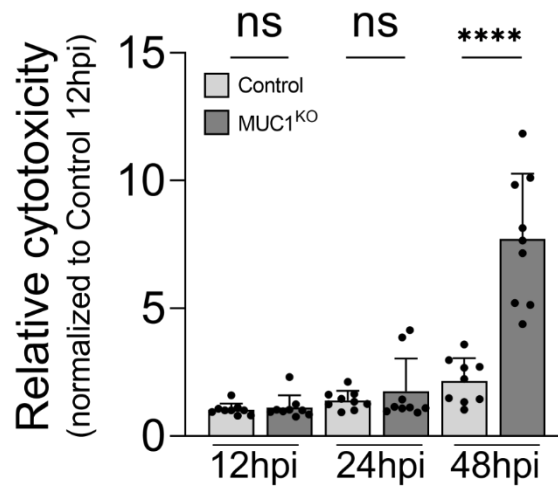 ns
ns
****
Relative cytotoxicity
(normalized to Control 12hpi)
15
10
5
0
Control
MUC1KO
12hpi
24hpi
48hpi